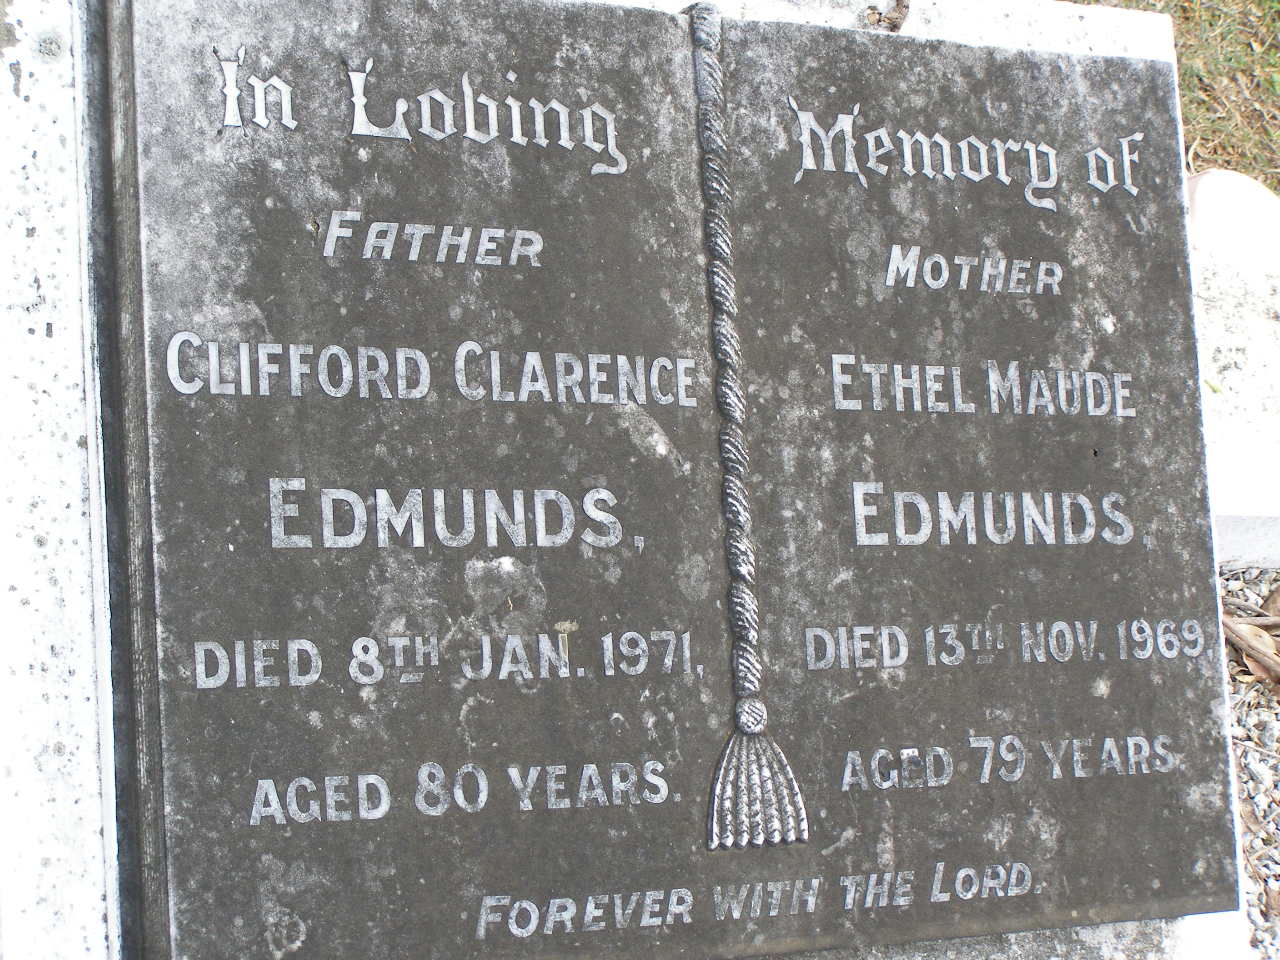 In Loving Memory of
FATHER
CLIFFORD CLARENCE
EDMUNDS,
DIED 8TH JAN. 1971,
AGED 80 YEARS.
MOTHER
ETHEL MAUDE
EDMUNDS,
DIED 13TH NOV. 1969,
AGED 79 YEARS.
FOREVER WITH THE LORD.